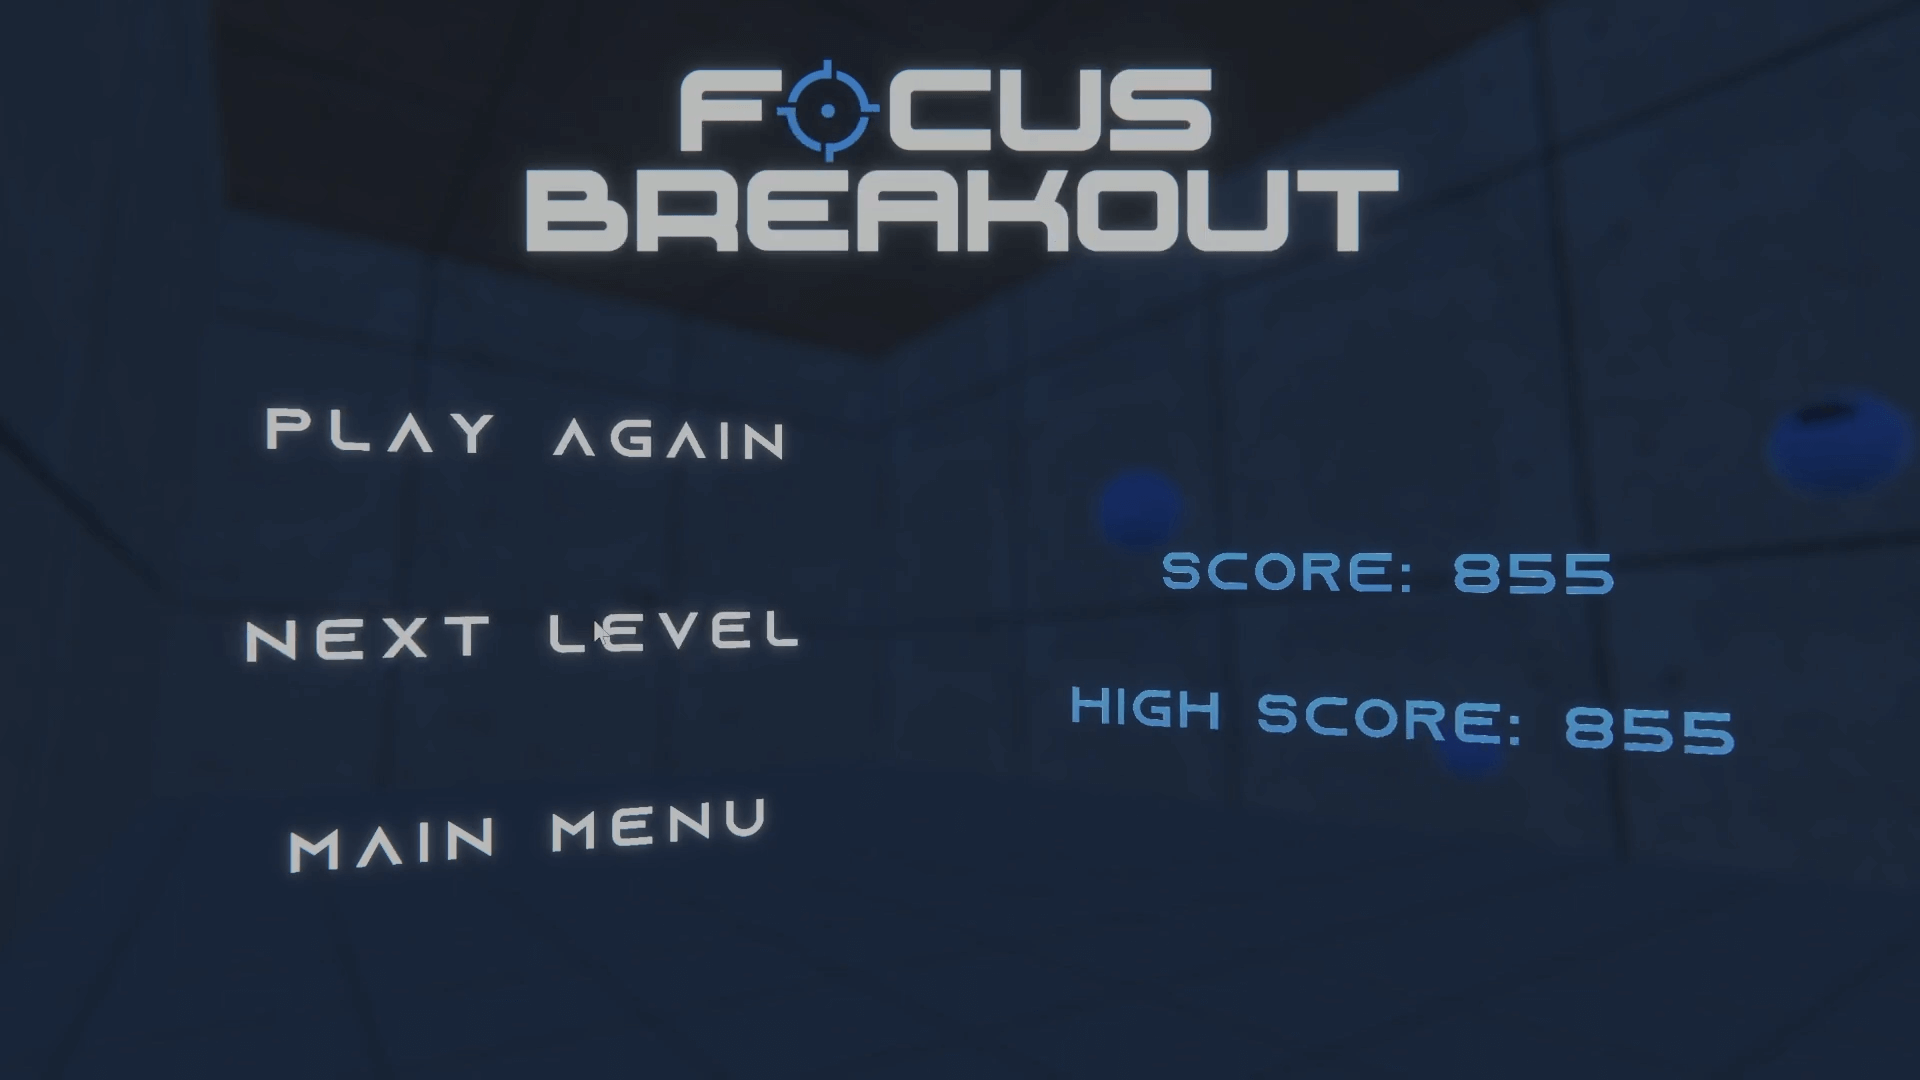 FOCUS
BREAKOUT
PLAY AGAIN
NEXT LEVEL
MAIN MENU
SCORE: 855
HIGH SCORE: 855